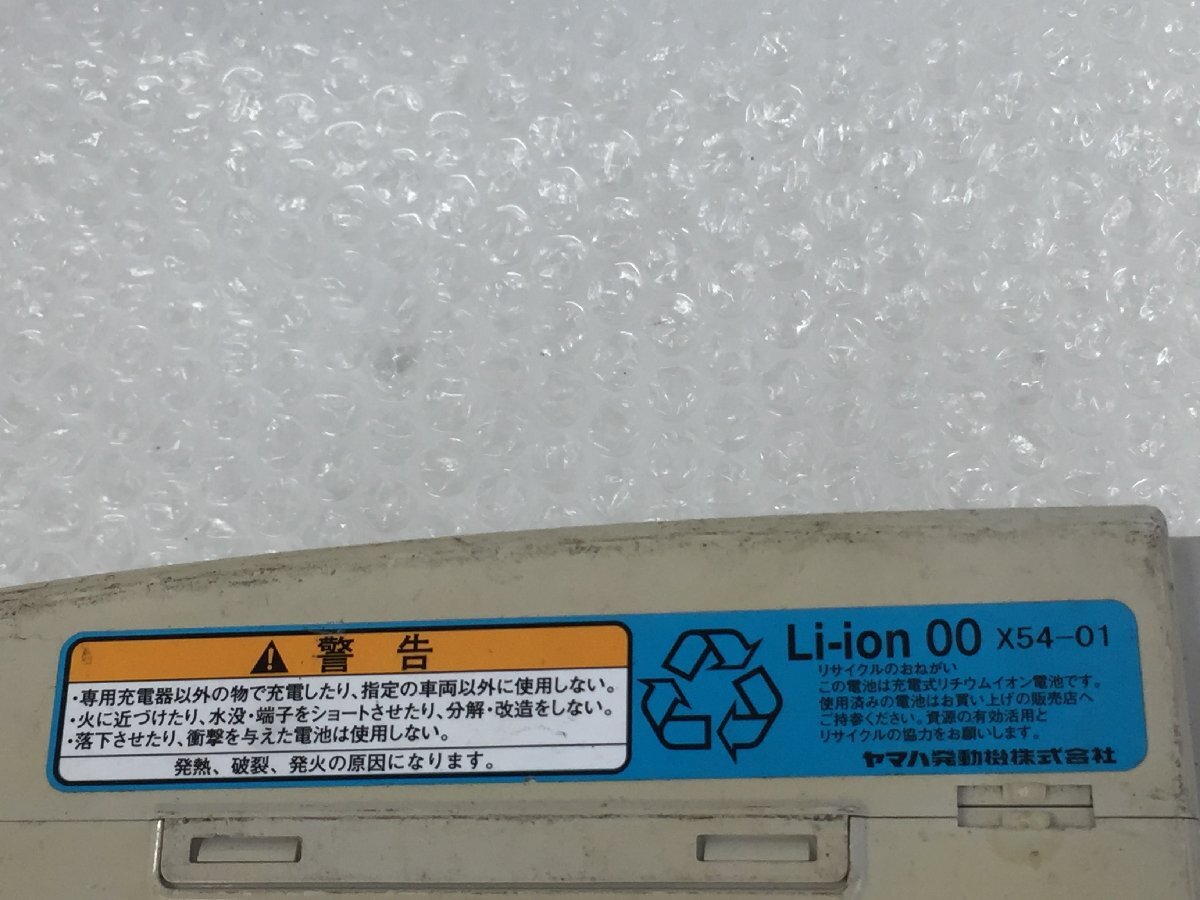 警告
・専用充電器以外の物で充電したり、指定の車両以外に使用しない。
・火に近づけたり、水没・端子をショートさせたり、分解・改造をしない。
・落下させたり、衝撃を与えた電池は使用しない。
発熱、破裂、発火の原因になります。
Li-ion 00 X54-01
リサイクルのおねがい
この電池は充電式リチウムイオン電池です。
使用済みの電池はお買い上げの販売店へ
ご持参ください。資源の有効活用と
リサイクルの協力をお願いします。
ヤマハ発動機株式会社